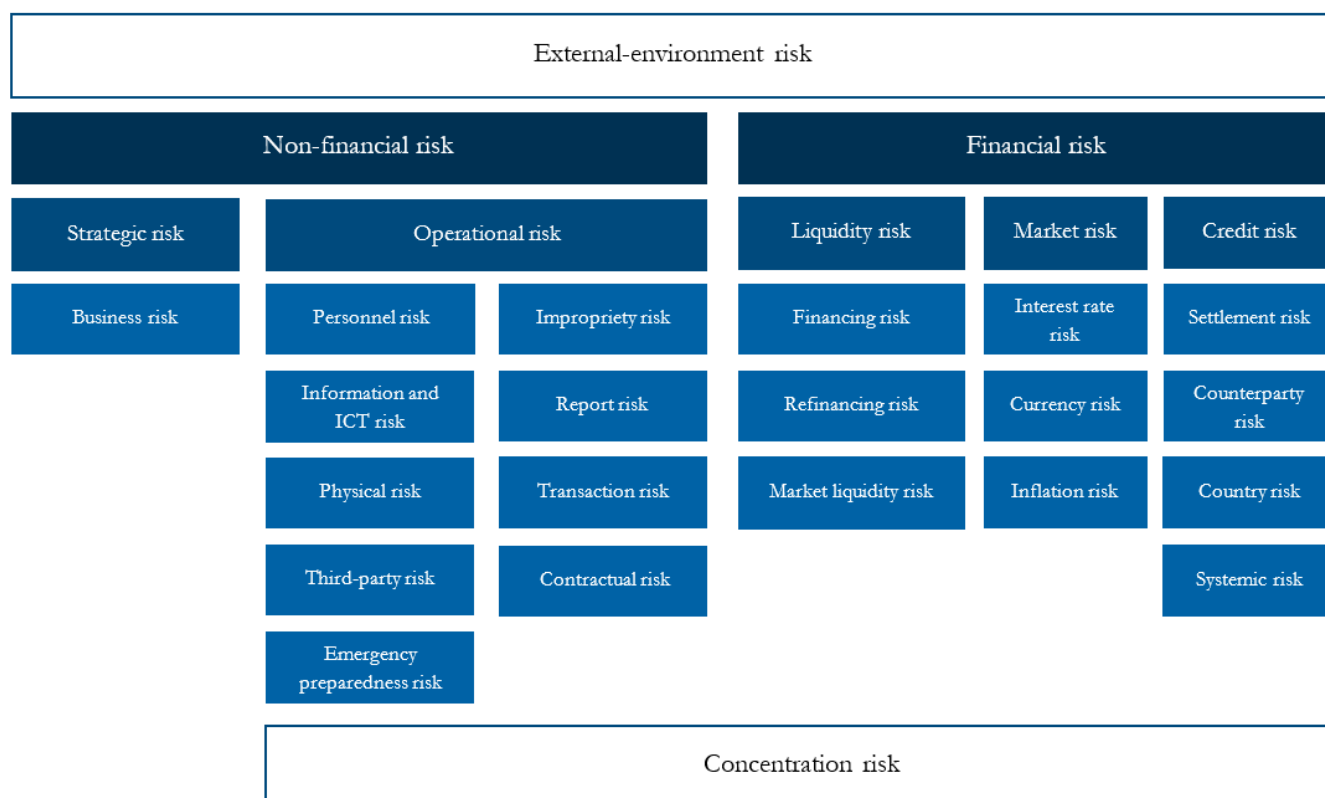 External-environment risk
Non-financial risk
Financial risk
Strategic risk
Operational risk
Liquidity risk
Market risk
Credit risk
Business risk
Personnel risk
Impropriety risk
Financing risk
Interest rate
risk
Settlement risk
Information and
ICT risk
Report risk
Refinancing risk
Currency risk
Counterparty
risk
Physical risk
Transaction risk
Market liquidity risk
Inflation risk
Country risk
Third-party risk
Contractual risk
Systemic risk
Emergency
preparedness risk
Concentration risk